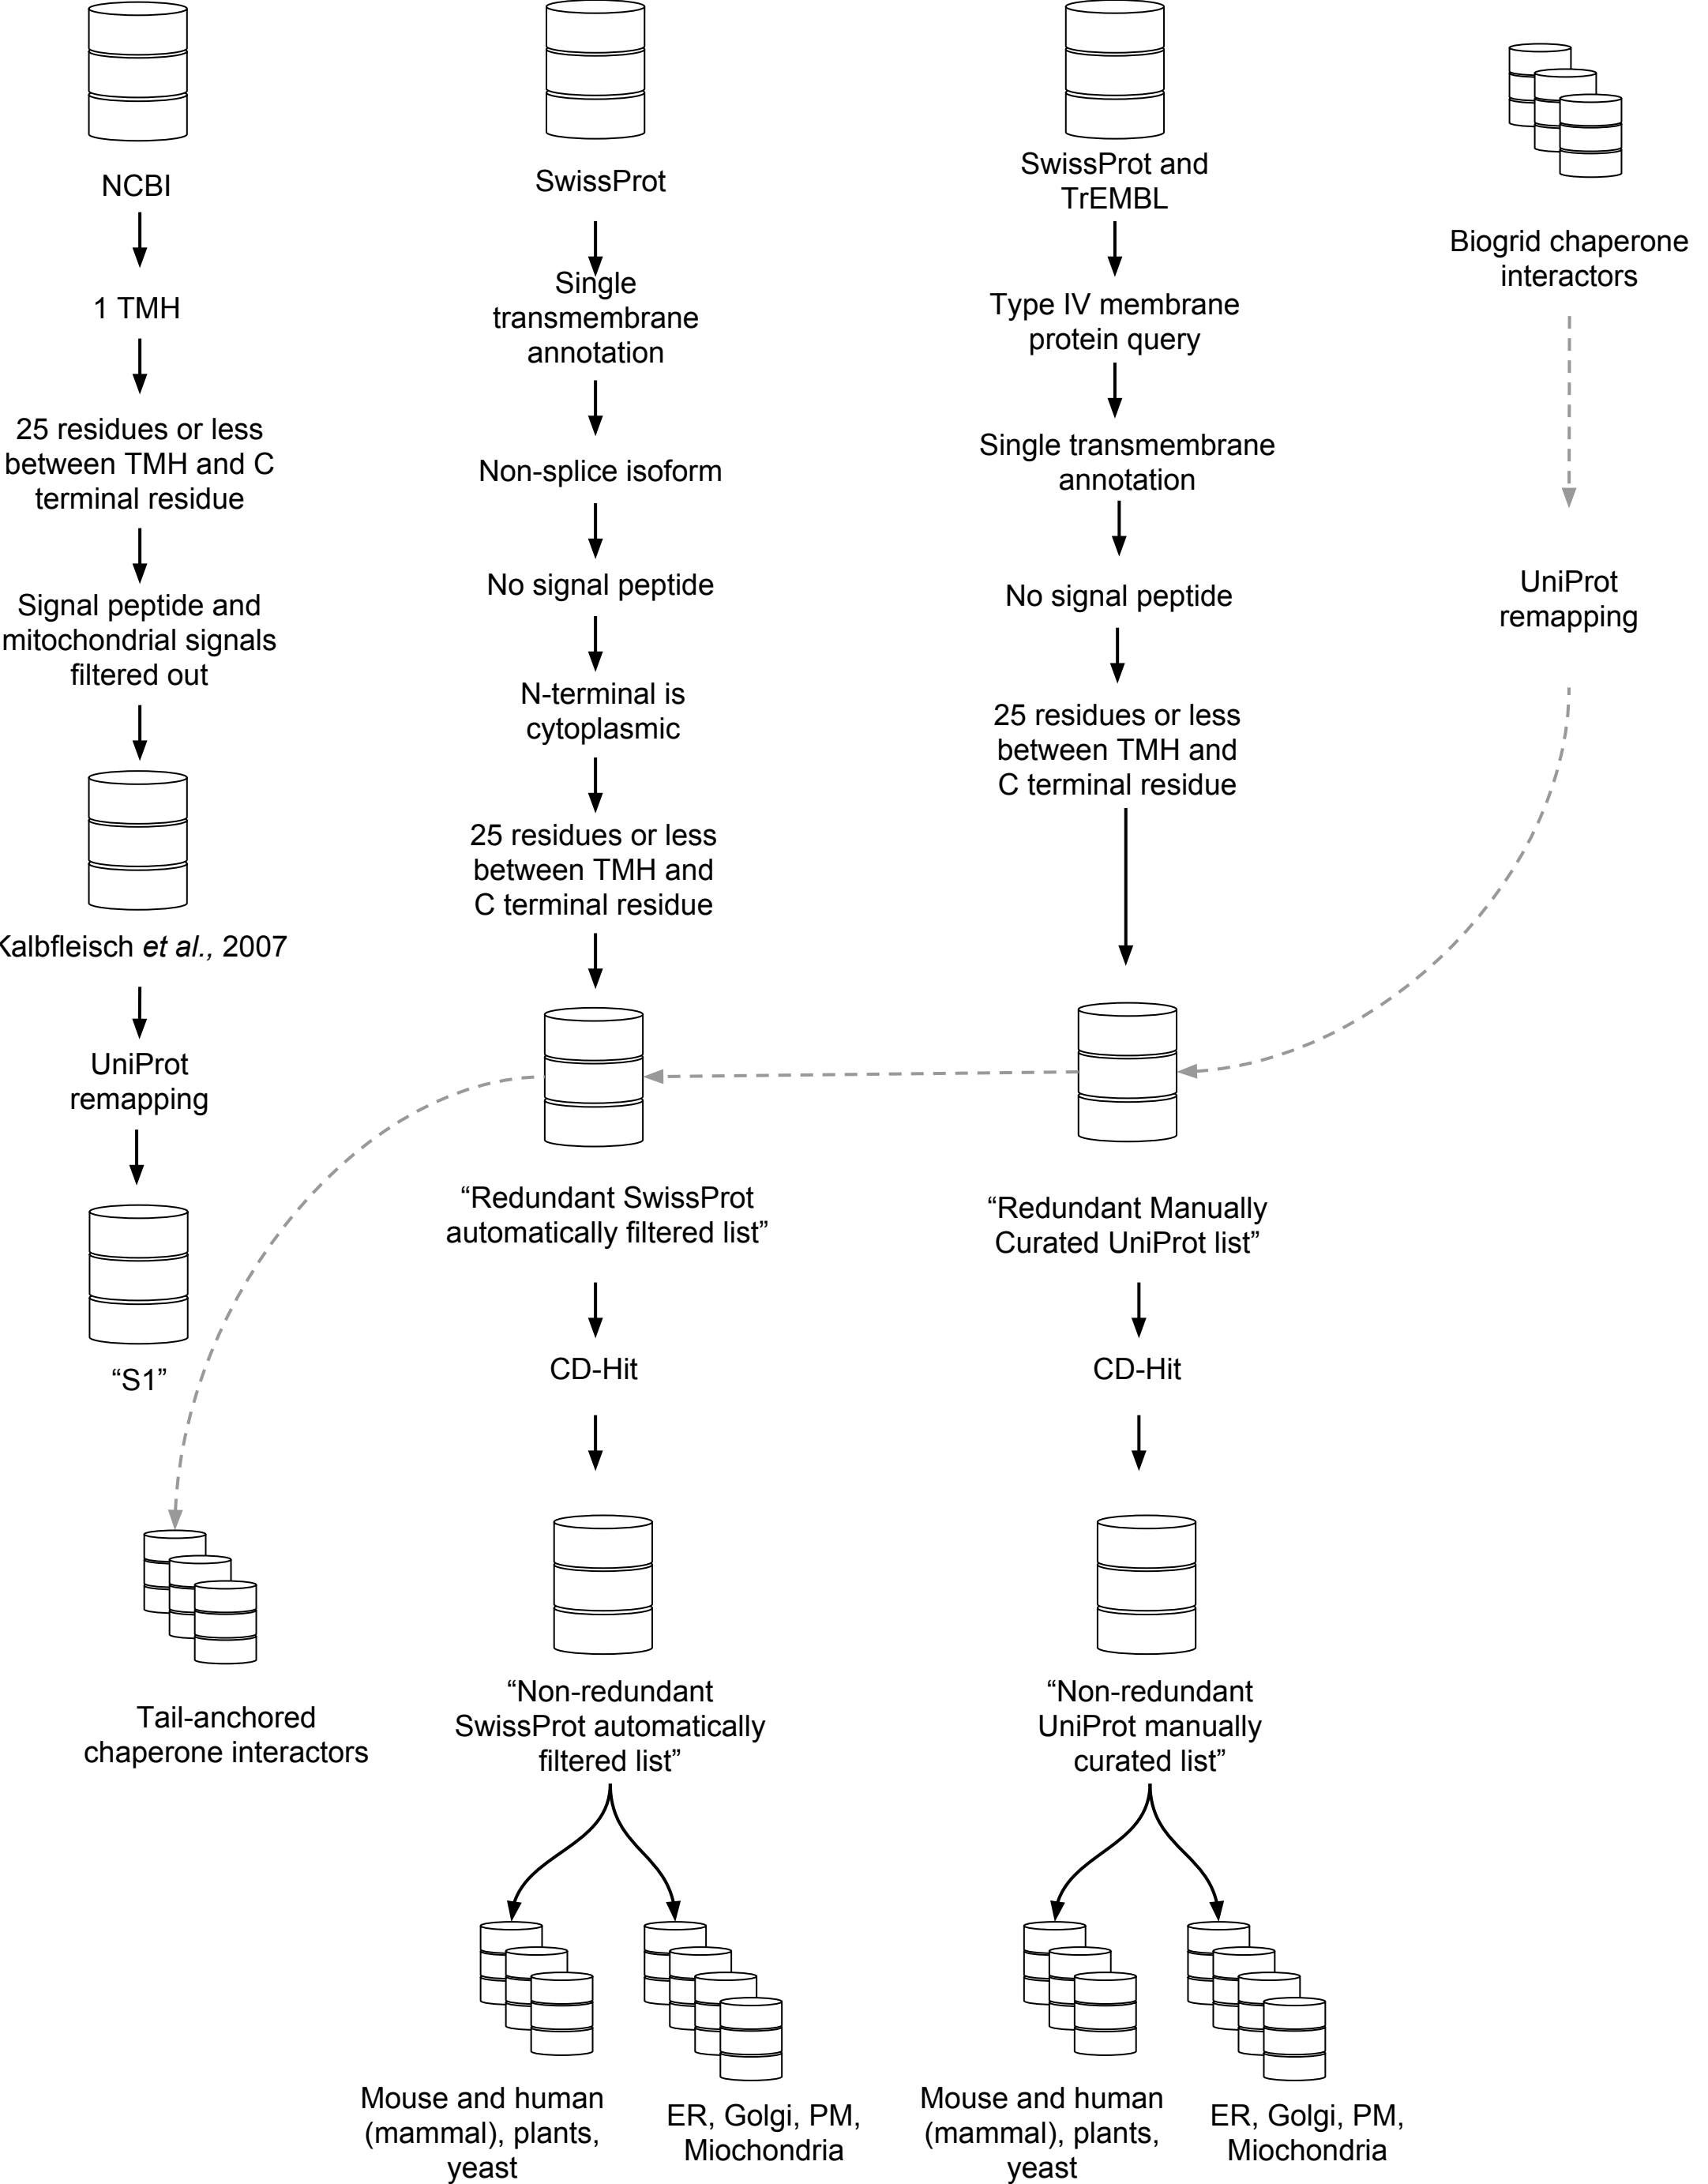 NCBI
1 TMH
25 residues or less
between TMH and C
terminal residue
Signal peptide and
mitochondrial signals
filtered out
Kalbfleisch et al., 2007
UniProt
remapping
“S1”
SwissProt
Single
transmembrane
annotation
Non-splice isoform
No signal peptide
N-terminal is
cytoplasmic
25 residues or less
between TMH and
C terminal residue
“Redundant SwissProt
automatically filtered list”
CD-Hit
“Non-redundant
SwissProt automatically
filtered list”
Mouse and human
(mammal), plants,
yeast
ER, Golgi, PM,
Miochondria
SwissProt and
TrEMBL
Type IV membrane
protein query
Single transmembrane
annotation
No signal peptide
25 residues or less
between TMH and
C terminal residue
“Redundant Manually
Curated UniProt list”
CD-Hit
“Non-redundant
UniProt manually
curated list”
Mouse and human
(mammal), plants,
yeast
ER, Golgi, PM,
Miochondria
Biogrid chaperone
interactors
UniProt
remapping
Tail-anchored
chaperone interactors